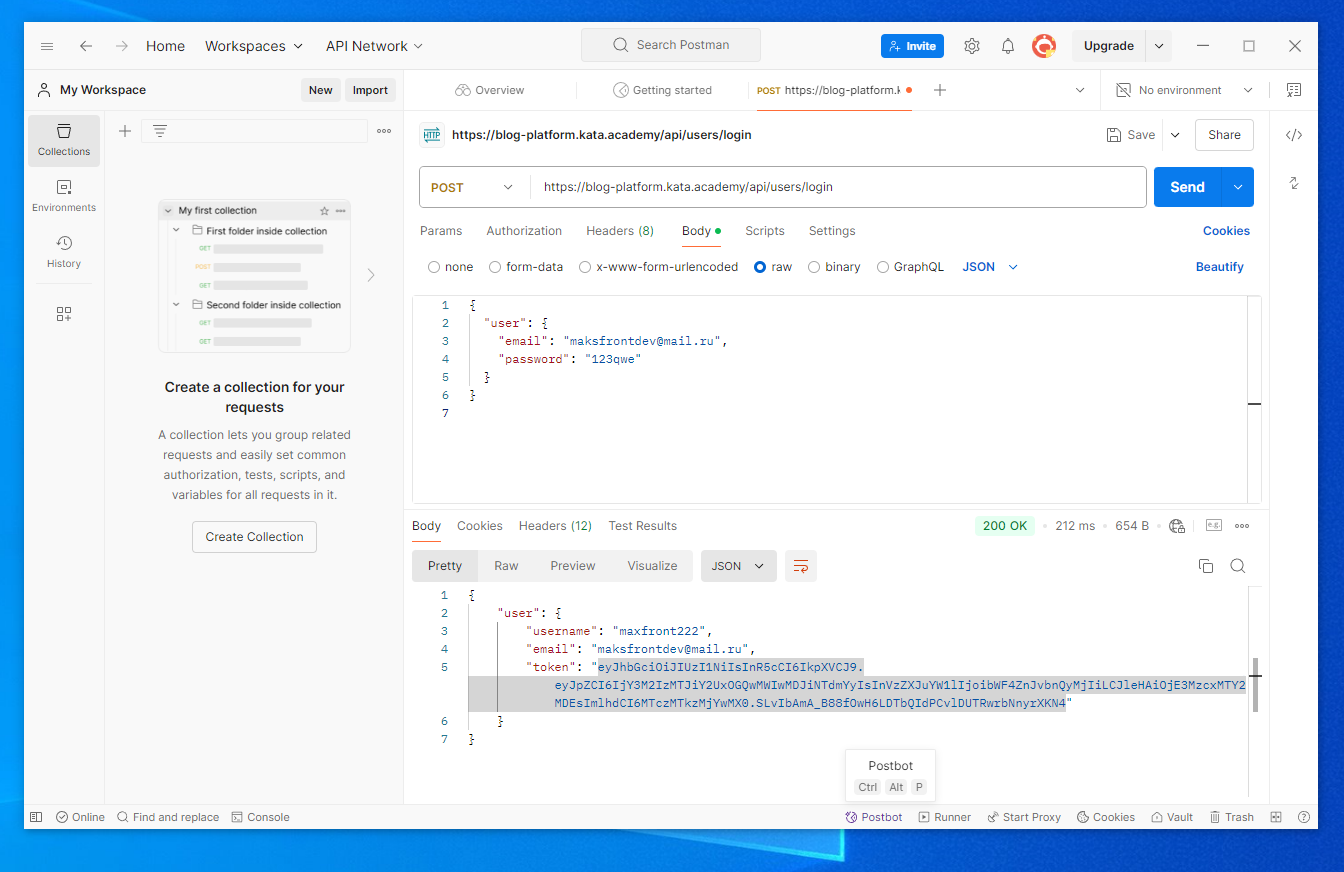 Home Workspaces API Network Search Postman Invite Upgrade
My Workspace New Import Overview Getting started POST https://blog-platform.k No environment
Collections
Environments
History
My first collection
First folder inside collection
GET
POST
GET
Second folder inside collection
GET
GET
Create a collection for your
requests
A collection lets you group related
requests and easily set common
authorization, tests, scripts, and
variables for all requests in it.
Create Collection
HTTP https://blog-platform.kata.academy/api/users/login Save Share
POST https://blog-platform.kata.academy/api/users/login Send
Params Authorization Headers (8) Body Scripts Settings Cookies
none form-data x-www-form-urlencoded raw binary GraphQL JSON Beautify
1 {
2 "user": {
3 "email": "maksfrontdev@mail.ru",
4 "password": "123qwe"
5 }
6 }
7
Body Cookies Headers (12) Test Results 200 OK 212 ms 654 B e.g.
Pretty Raw Preview Visualize JSON
1 {
2 "user": {
3 "username": "maxfront222",
4 "email": "maksfrontdev@mail.ru",
5 "token": "eyJhbGciOiJIUzI1NiIsInR5cCI6IkpXVCJ9.
eyJpZCI6IjY3M2IzMTJiY2UxOGQwMWIwMDJiNTdmYyIsInVzZXJuYW1lIjoibWF4ZnJvbnQyMjIiLCJleHAiOjE3MzcxMTY2
MDEsImlhdCI6MTczMTkzMjYwMX0.SLvIbAmA_B88fOwH6LDTbQIdPCvlDUTRwrbNnyrXKN4"
6 }
7 }
Postbot
Ctrl Alt P
Online Find and replace Console Postbot Runner Start Proxy Cookies Vault Trash